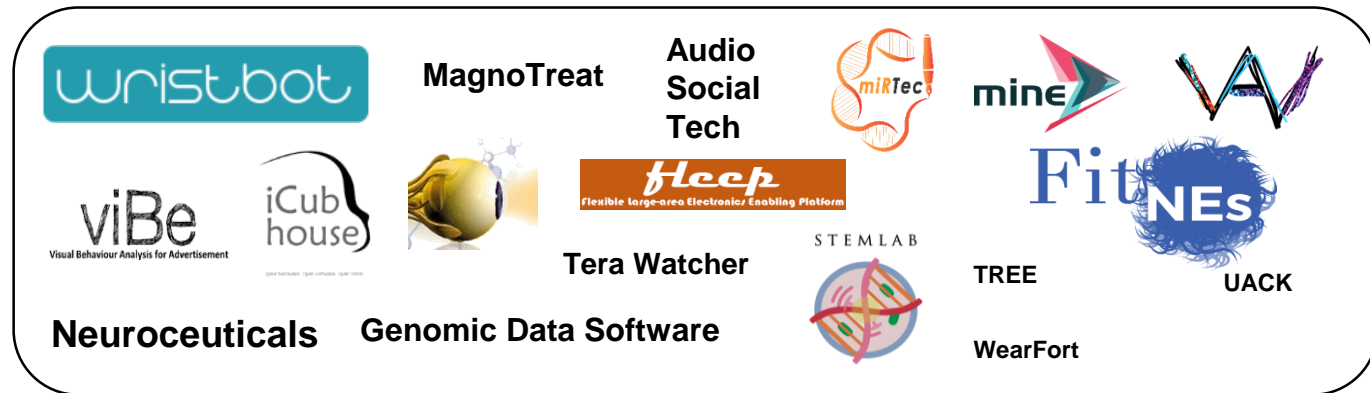 wristbot
MagnoTreat
Audio
Social
Tech
miRTec
mine
WAV
viBe
Visual Behaviour Analysis for Advertisement
iCub
house
fleep
Flexible Large-area Electronics Enabling Platform
Fit
NEs
Tera Watcher
STEMLAB
TREE
UACK
Neuroceuticals
Genomic Data Software
WearFort